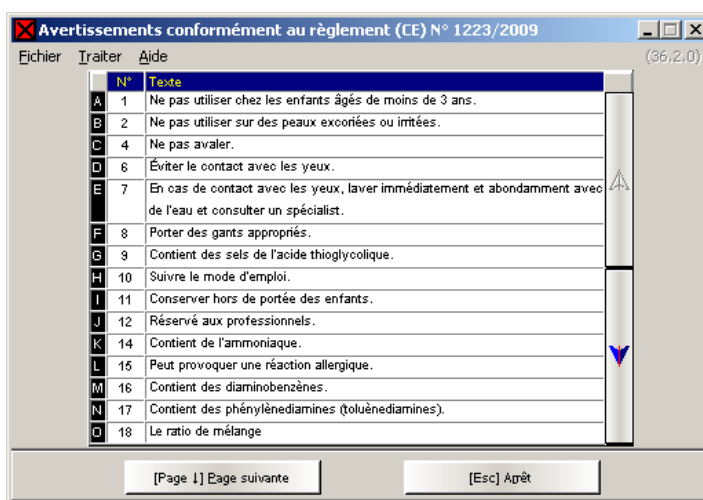 Avertissements conformément au règlement (CE) N° 1223/2009
Fichier Traiter Aide (36.2.0)
N° Texte
A 1 Ne pas utiliser chez les enfants âgés de moins de 3 ans.
B 2 Ne pas utiliser sur des peaux excoriées ou irritées.
C 4 Ne pas avaler.
D 6 Éviter le contact avec les yeux.
E 7 En cas de contact avec les yeux, laver immédiatement et abondamment avec
de l'eau et consulter un spécialist.
F 8 Porter des gants appropriés.
G 9 Contient des sels de l'acide thioglycolique.
H 10 Suivre le mode d'emploi.
I 11 Conserver hors de portée des enfants.
J 12 Réservé aux professionnels.
K 14 Contient de l'ammoniaque.
L 15 Peut provoquer une réaction allergique.
M 16 Contient des diaminobenzènes.
N 17 Contient des phénylènediamines (toluènediamines).
O 18 Le ratio de mélange
[Page ↓] Page suivante [Esc] Arrêt